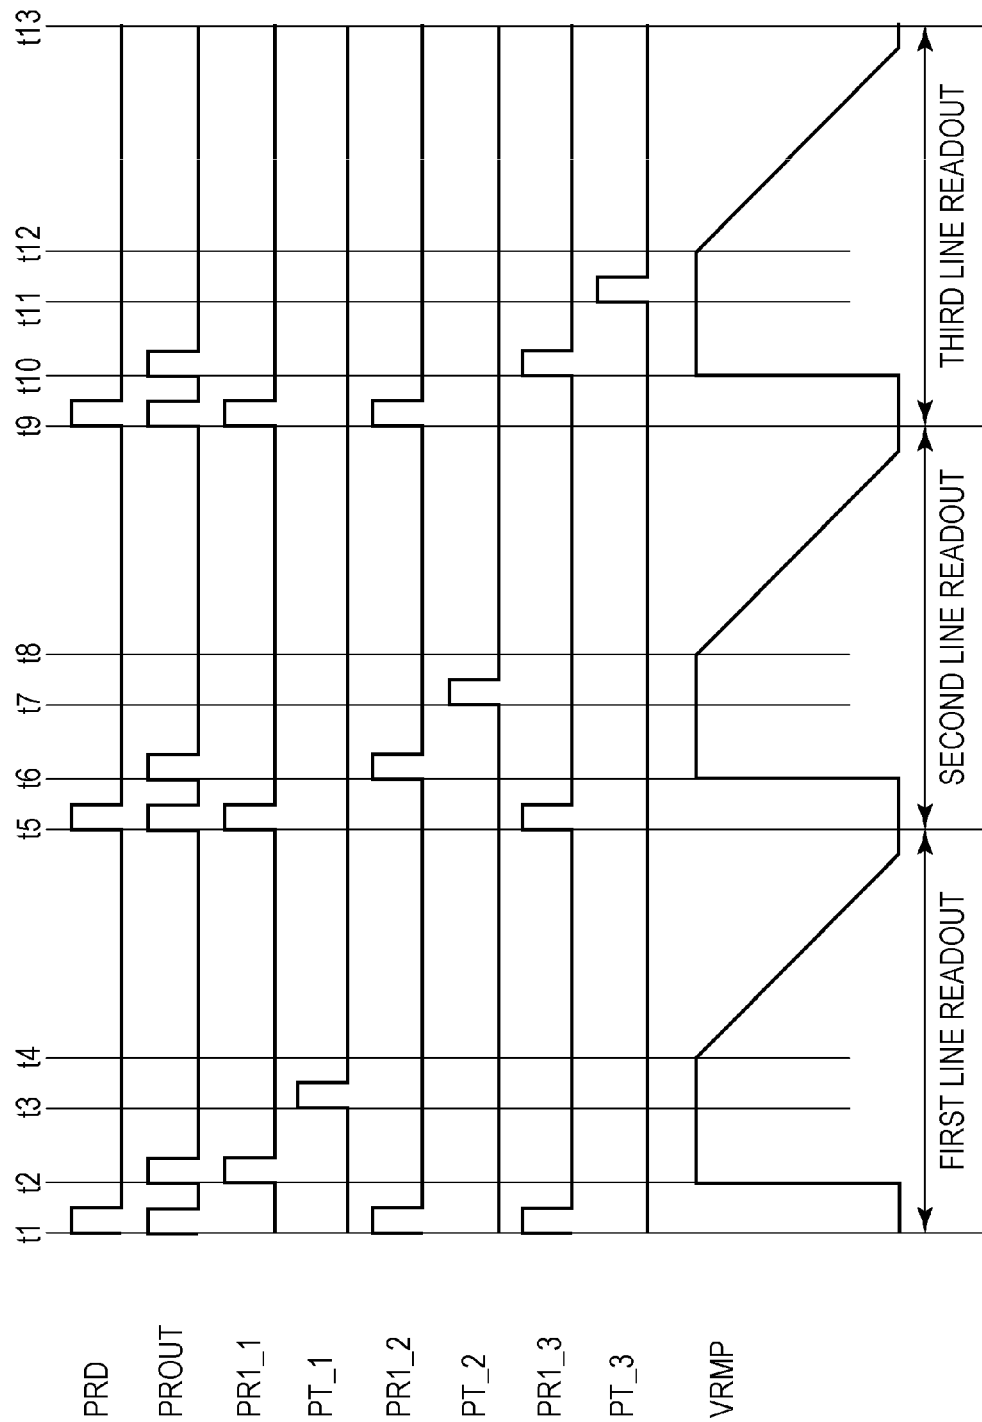 t1 t2 t3 t4 t5 t6 t7 t8 t9 t10 t11 t12 t13
PRD
PROUT
PR1_1
PT_1
PR1_2
PT_2
PR1_3
PT_3
VRMP
FIRST LINE READOUT
SECOND LINE READOUT
THIRD LINE READOUT